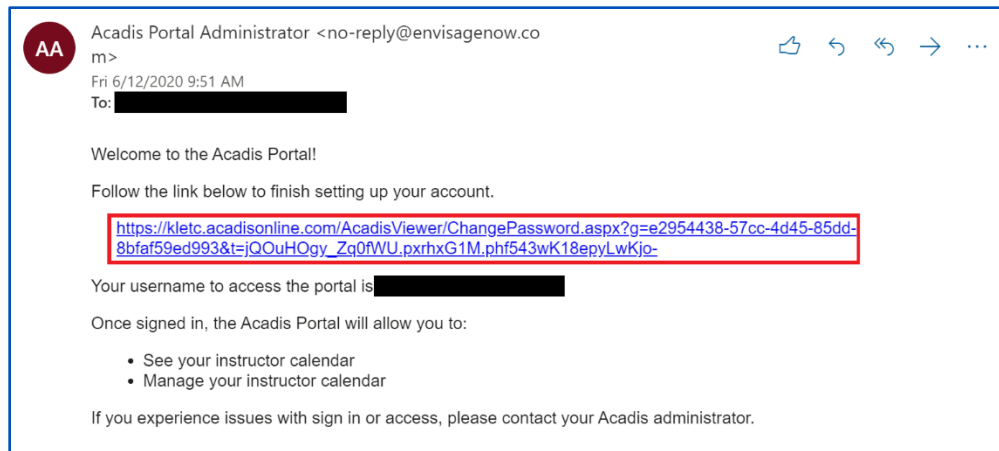 AA
Acadis Portal Administrator <no-reply@envisagenow.co
m>
Fri 6/12/2020 9:51 AM
To:
Welcome to the Acadis Portal!
Follow the link below to finish setting up your account.
https://kletc.acadisonline.com/AcadisViewer/ChangePassword.aspx?g=e2954438-57cc-4d45-85dd-
8bfaf59ed993&t=jQOuHOgy_Zq0fWU.pxrhxG1M.phf543wK18epyLwKjo-
Your username to access the portal is
Once signed in, the Acadis Portal will allow you to:
• See your instructor calendar
• Manage your instructor calendar
If you experience issues with sign in or access, please contact your Acadis administrator.